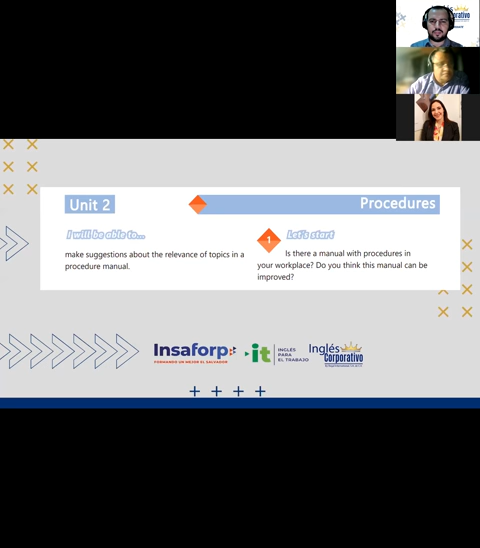 Unit 2
Procedures
I will be able to...
make suggestions about the relevance of topics in a
procedure manual.
1
Let's start
Is there a manual with procedures in
your workplace? Do you think this manual can be
improved?
Insaforp
FORMANDO UN MEJOR EL SALVADOR
it
INGLÉS
PARA
EL TRABAJO
Inglés
Corporativo